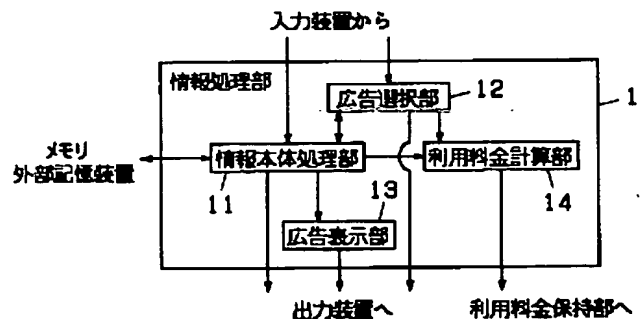 入力装置から
情報処理部
広告選択部
12
1
メモリ
外部記憶装置
情報本体処理部
利用料金計算部
11
13
14
広告表示部
出力装置へ
利用料金保持部へ